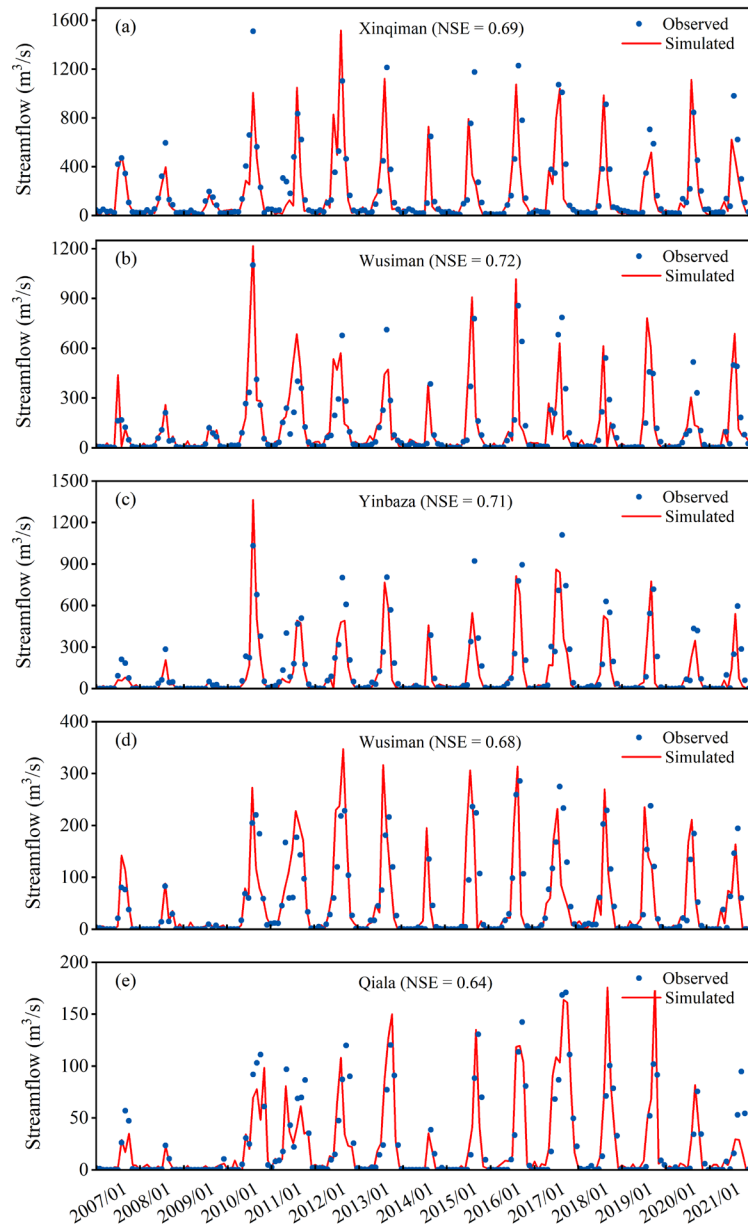 (a) Xinqiman (NSE = 0.69) Observed
Simulated
1600
1200
800
400
0
Streamflow (m³/s)
(b) Wusiman (NSE = 0.72) Observed
Simulated
1200
900
600
300
0
Streamflow (m³/s)
(c) Yinbaza (NSE = 0.71) Observed
Simulated
1500
1200
900
600
300
0
Streamflow (m³/s)
(d) Wusiman (NSE = 0.68) Observed
Simulated
400
300
200
100
0
Streamflow (m³/s)
(e) Qiala (NSE = 0.64) Observed
Simulated
200
150
100
50
0
Streamflow (m³/s)
2007/01 2008/01 2009/01 2010/01 2011/01 2012/01 2013/01 2014/01 2015/01 2016/01 2017/01 2018/01 2019/01 2020/01 2021/01